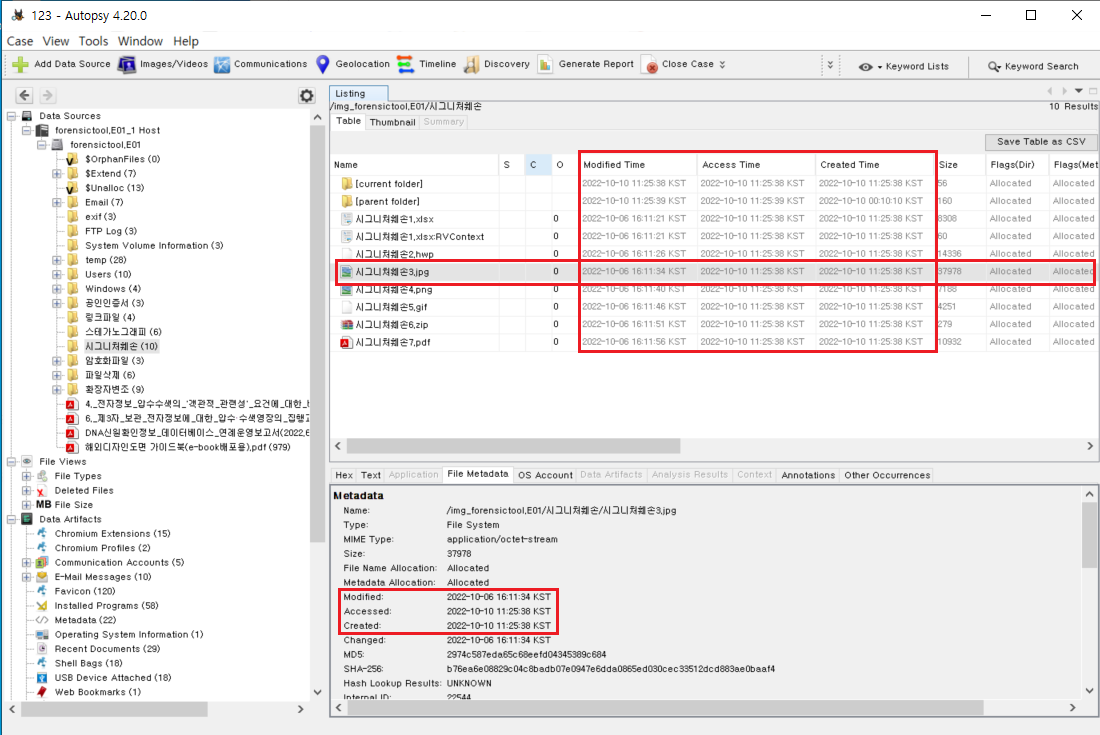 123 - Autopsy 4.20.0
Case View Tools Window Help
Add Data Source Images/Videos Communications Geolocation Timeline Discovery Generate Report Close Case Keyword Lists Keyword Search
Listing
/img_forensictool,E01/시그니처훼손
10 Results
Table Thumbnail Summary
Save Table as CSV
Name S C O Modified Time Access Time Created Time Size Flags(Dir) Flags(Met
[current folder] 2022-10-10 11:25:38 KST 2022-10-10 11:25:38 KST 2022-10-10 11:25:38 KST 56 Allocated Allocated
[parent folder] 2022-10-10 11:25:39 KST 2022-10-10 11:25:39 KST 2022-10-10 00:10:10 KST 160 Allocated Allocated
시그니처훼손1,xlsx 0 2022-10-06 16:11:21 KST 2022-10-10 11:25:38 KST 2022-10-10 11:25:38 KST 8308 Allocated Allocated
시그니처훼손1,xlsx:RVContext 0 2022-10-06 16:11:21 KST 2022-10-10 11:25:38 KST 2022-10-10 11:25:38 KST 60 Allocated Allocated
시그니처훼손2,hwp 0 2022-10-06 16:11:26 KST 2022-10-10 11:25:38 KST 2022-10-10 11:25:38 KST 14336 Allocated Allocated
시그니처훼손3,jpg 0 2022-10-06 16:11:34 KST 2022-10-10 11:25:38 KST 2022-10-10 11:25:38 KST 37978 Allocated Allocated
시그니처훼손4,png 0 2022-10-06 16:11:40 KST 2022-10-10 11:25:38 KST 2022-10-10 11:25:38 KST 7188 Allocated Allocated
시그니처훼손5,gif 0 2022-10-06 16:11:46 KST 2022-10-10 11:25:38 KST 2022-10-10 11:25:38 KST 4251 Allocated Allocated
시그니처훼손6,zip 0 2022-10-06 16:11:51 KST 2022-10-10 11:25:38 KST 2022-10-10 11:25:38 KST 279 Allocated Allocated
시그니처훼손7,pdf 0 2022-10-06 16:11:56 KST 2022-10-10 11:25:38 KST 2022-10-10 11:25:38 KST 10932 Allocated Allocated
Data Sources
forensictool,E01_1 Host
forensictool,E01
$OrphanFiles (0)
$Extend (7)
$Unalloc (13)
Email (7)
exif (3)
FTP Log (3)
System Volume Information (3)
temp (28)
Users (10)
Windows (4)
공인인증서 (3)
링크파일 (4)
스테가노그래피 (6)
시그니처훼손 (10)
암호화파일 (3)
파일삭제 (6)
확장자변조 (9)
4,_전자정보_압수수색의_'객관적_관련성'_요건에_대한_
6,_제3자_보관_전자정보에_대한_압수·수색영장의_집행
DNA신원확인정보_데이터베이스_연례운영보고서(2022,6
해외디자인도면 가이드북(e-book배포용),pdf (979)
File Views
File Types
Deleted Files
MB File Size
Data Artifacts
Chromium Extensions (15)
Chromium Profiles (2)
Communication Accounts (5)
E-Mail Messages (10)
Favicon (120)
Installed Programs (58)
Metadata (22)
Operating System Information (1)
Recent Documents (29)
Shell Bags (18)
USB Device Attached (18)
Web Bookmarks (1)
Hex Text Application File Metadata OS Account Data Artifacts Analysis Results Context Annotations Other Occurrences
Metadata
Name: /img_forensictool,E01/시그니처훼손/시그니처훼손3,jpg
Type: File System
MIME Type: application/octet-stream
Size: 37978
File Name Allocation: Allocated
Metadata Allocation: Allocated
Modified: 2022-10-06 16:11:34 KST
Accessed: 2022-10-10 11:25:38 KST
Created: 2022-10-10 11:25:38 KST
Changed: 2022-10-06 16:11:34 KST
MD5: 2974c587eda65c68eefd04345389c684
SHA-256: b76ea6e08829c04c8badb07e0947e6dda0865ed030cec33512dcd883ae0baaf4
Hash Lookup Results: UNKNOWN
Internal ID: 22544